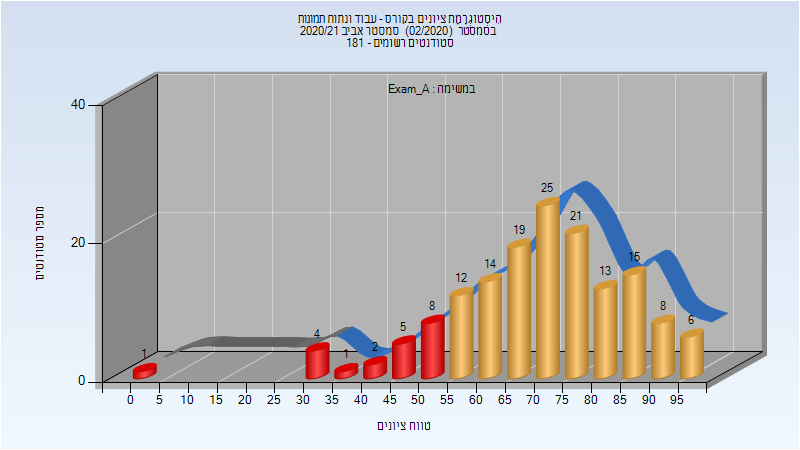 היסטוגרמת ציונים בקורס - עבוד ונתוח תמונות
בסמסטר (02/2020) סמסטר אביב 2020/21
סטודנטים רשומים - 181
במשימה : Exam_A
מספר סטודנטים
40
20
0
1
4
1
2
5
8
12
14
19
25
21
13
15
8
6
0 5 10 15 20 25 30 35 40 45 50 55 60 65 70 75 80 85 90 95
טווח ציונים